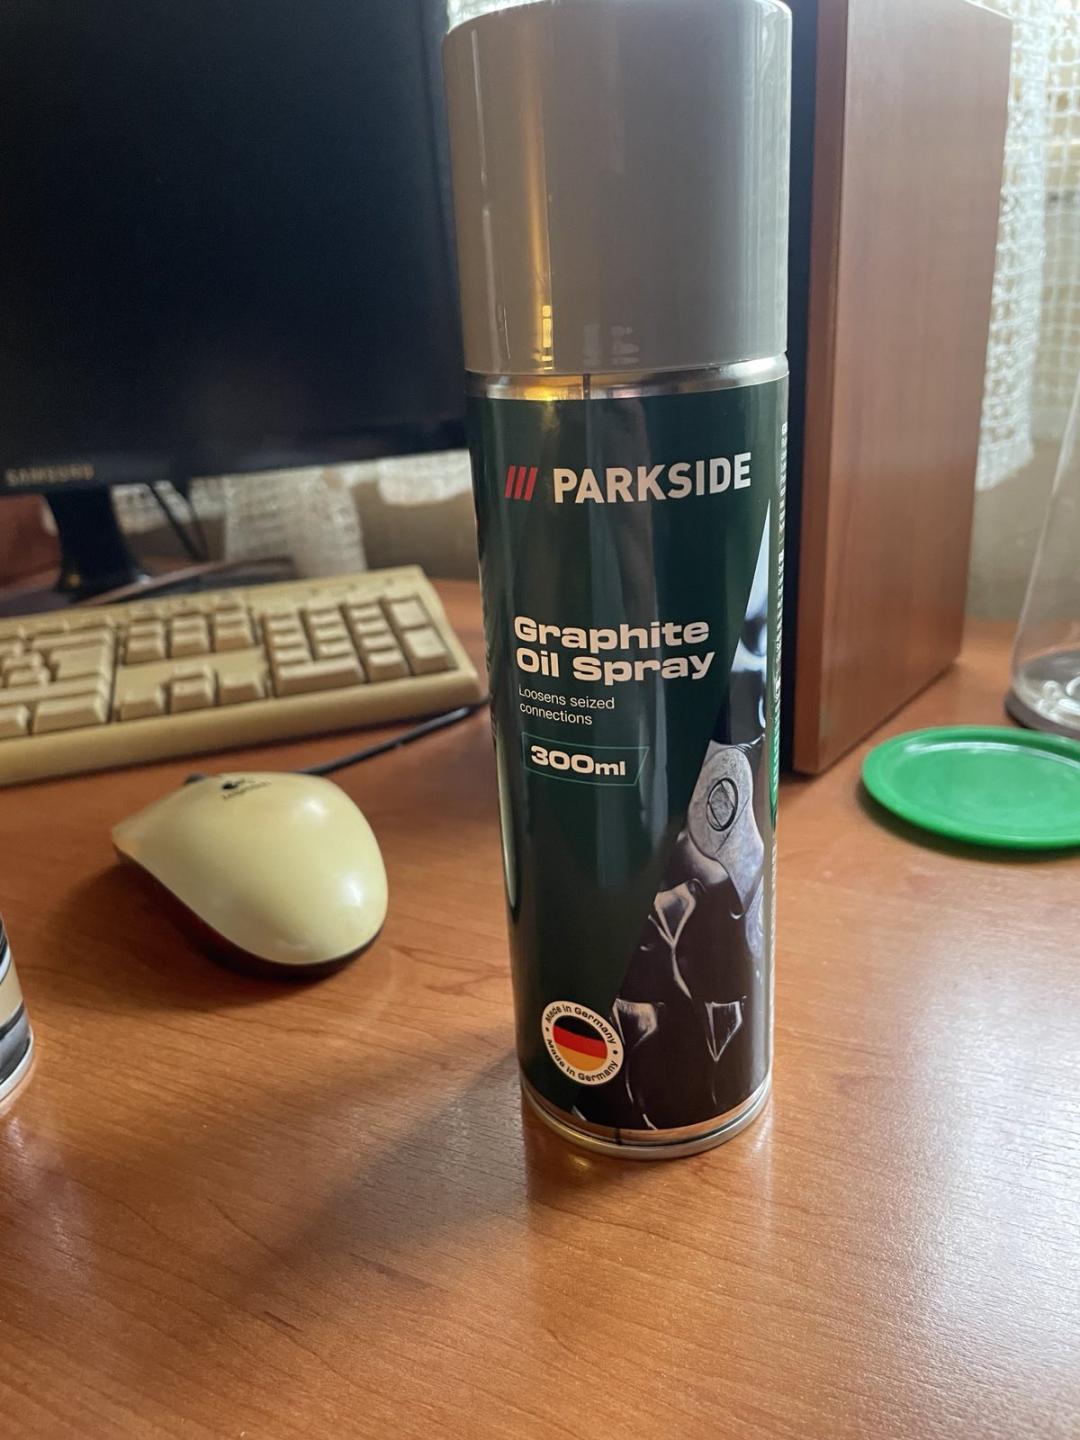 SAMSUNG
/// PARKSIDE
Graphite
Oil Spray
Loosens seized
connections
300ml
Made in Germany
Made in Germany